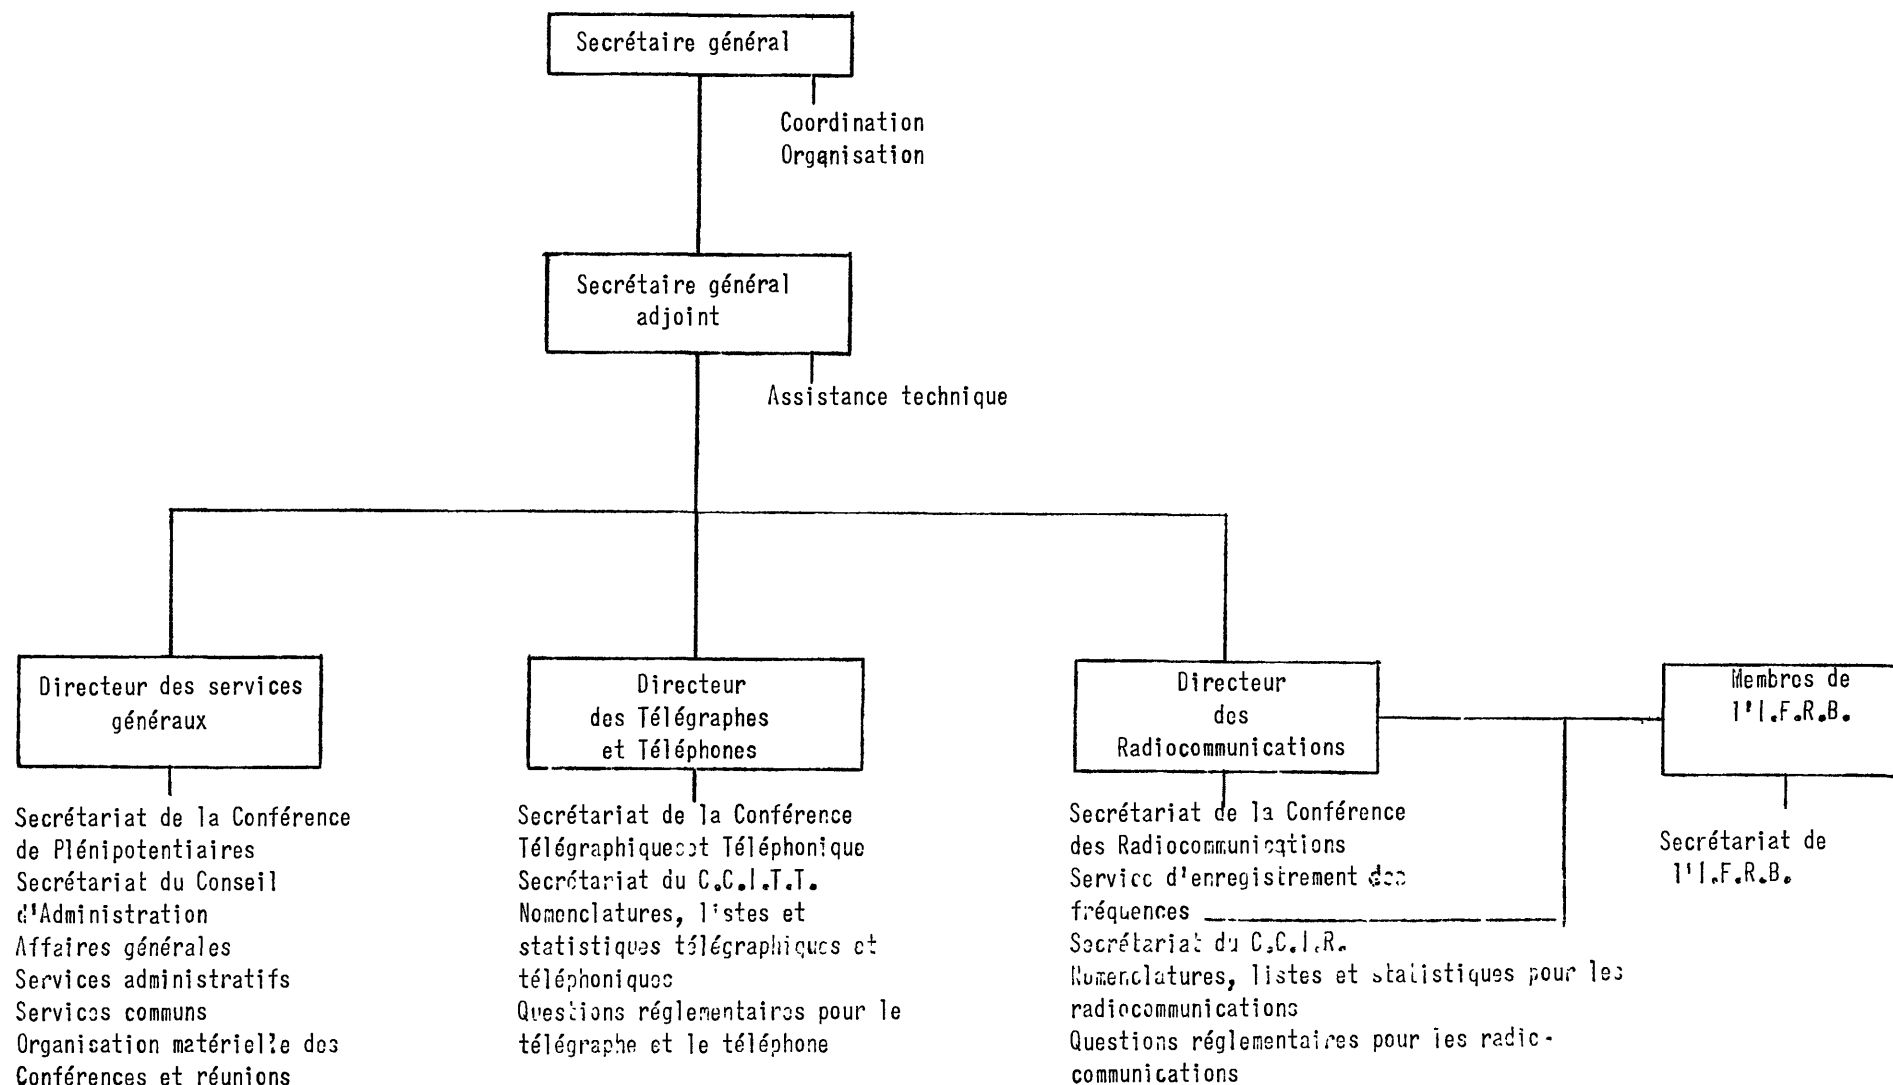 Secrétaire général
Coordination
Organisation
Secrétaire général
adjoint
Assistance technique
Directeur des services
généraux
Secrétariat de la Conférence
de Plénipotentiaires
Secrétariat du Conseil
d'Administration
Affaires générales
Services administratifs
Services communs
Organisation matérielle des
Conférences et réunions
Directeur
des Télégraphes
et Téléphones
Secrétariat de la Conférence
Télégraphique et Téléphonique
Secrétariat du C.C.I.T.T.
Nomenclatures, listes et
statistiques télégraphiques et
téléphoniques
Questions réglementaires pour le
télégraphe et le téléphone
Directeur
des
Radiocommunications
Secrétariat de la Conférence
des Radiocommunications
Service d'enregistrement des
fréquences
Secrétariat du C.C.I.R.
Nomenclatures, listes et statistiques pour les
radiocommunications
Questions réglementaires pour les radio-
communications
Membres de
l'I.F.R.B.
Secrétariat de
l'I.F.R.B.